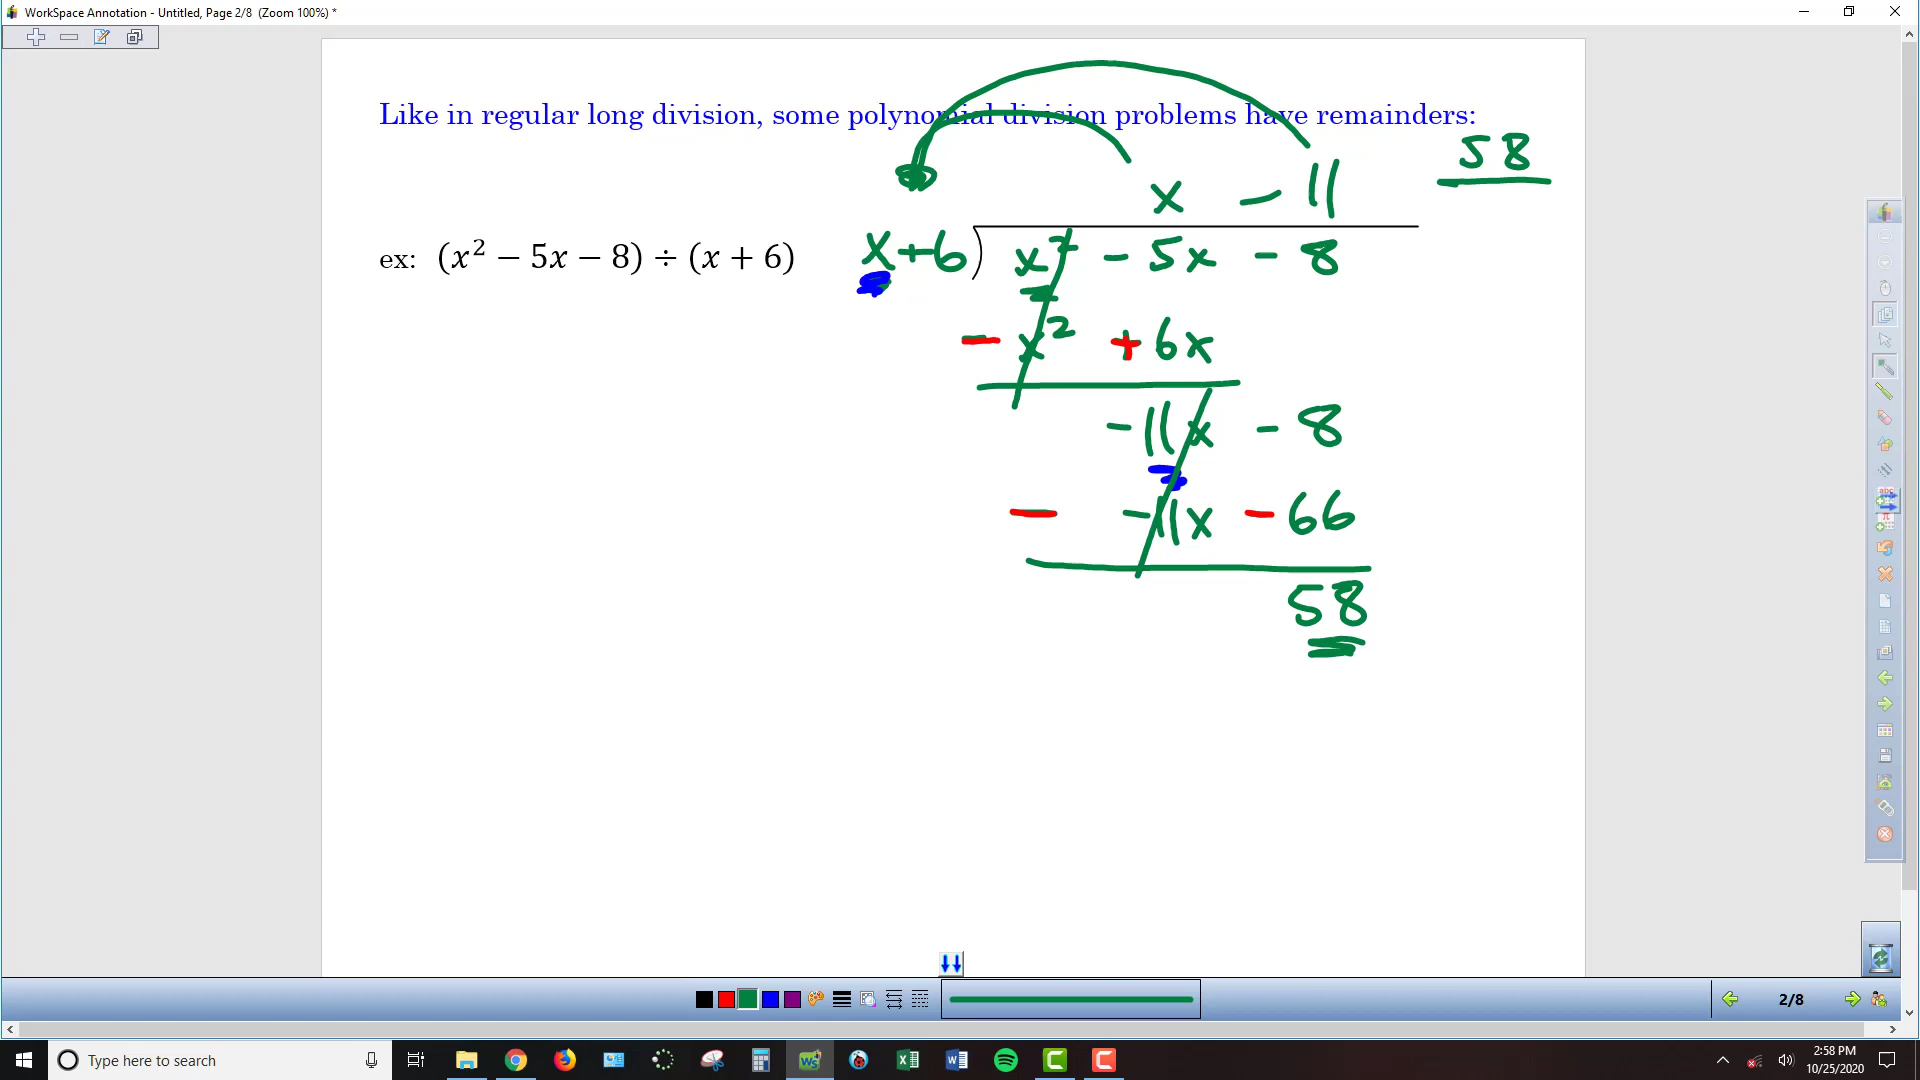 WorkSpace Annotation - Untitled, Page 2/8 (Zoom 100%) *
Like in regular long division, some polynomial division problems have remainders:
58
x - 11
ex: (x² − 5x − 8) ÷ (x + 6)
x+6) x² - 5x - 8
- x² + 6x
-11x - 8
- -11x - 66
58
2/8
Type here to search
2:58 PM
10/25/2020